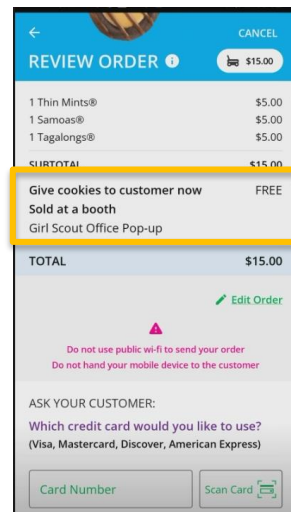 CANCEL
REVIEW ORDER i
$15.00
1 Thin Mints® $5.00
1 Samoas® $5.00
1 Tagalongs® $5.00
SUBTOTAL $15.00
Give cookies to customer now FREE
Sold at a booth
Girl Scout Office Pop-up
TOTAL $15.00
Edit Order
Do not use public wi-fi to send your order
Do not hand your mobile device to the customer
ASK YOUR CUSTOMER:
Which credit card would you like to use?
(Visa, Mastercard, Discover, American Express)
Card Number
Scan Card